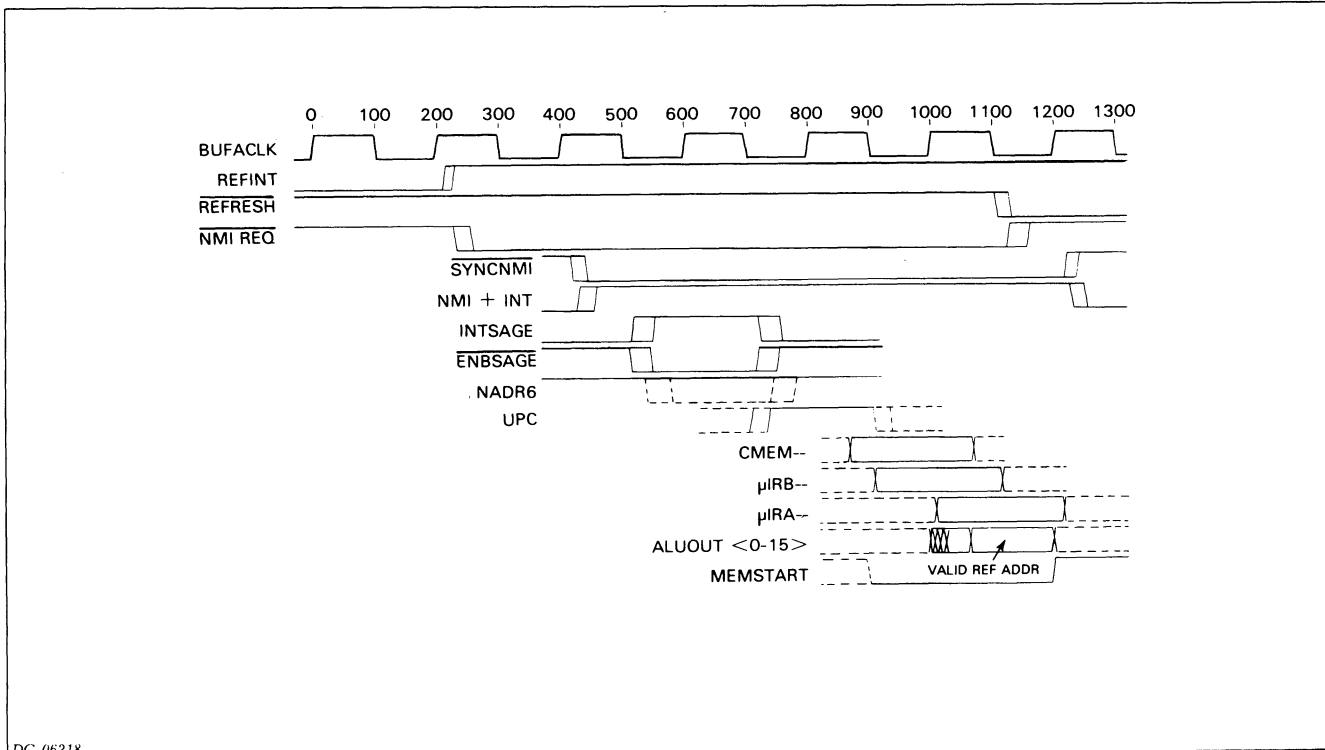 0 100 200 300 400 500 600 700 800 900 1000 1100 1200 1300
BUFACLK
REFINT
REFRESH
NMI REQ
SYNCNMI
NMI + INT
INTSAGE
ENBSAGE
NADR6
UPC
CMEM--
µIRB--
µIRA--
ALUOUT <0-15>
VALID REF ADDR
MEMSTART